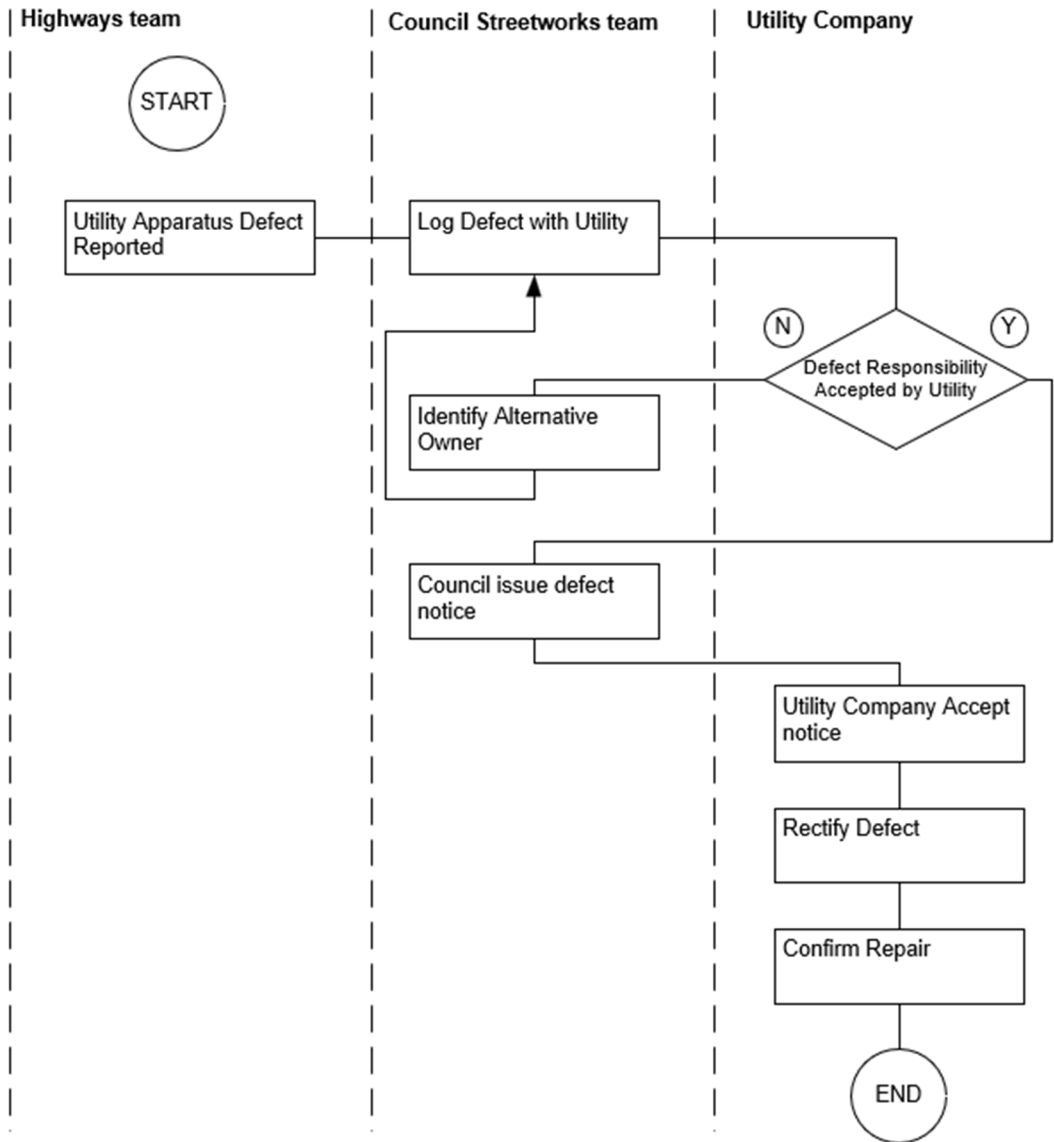 Highways team
Council Streetworks team
Utility Company
START
Utility Apparatus Defect
Reported
Log Defect with Utility
N
Y
Defect Responsibility
Accepted by Utility
Identify Alternative
Owner
Council issue defect
notice
Utility Company Accept
notice
Rectify Defect
Confirm Repair
END